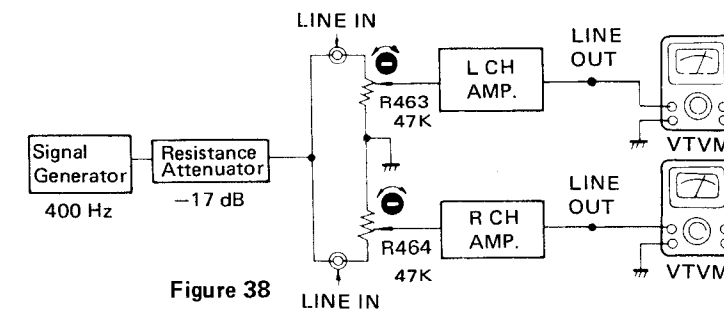 LINE IN
LINE
OUT
L CH
AMP.
R463
47K
VTVM
Signal
Generator
400 Hz
Resistance
Attenuator
−17 dB
LINE
OUT
R CH
AMP.
R464
47K
VTVM
Figure 38
LINE IN